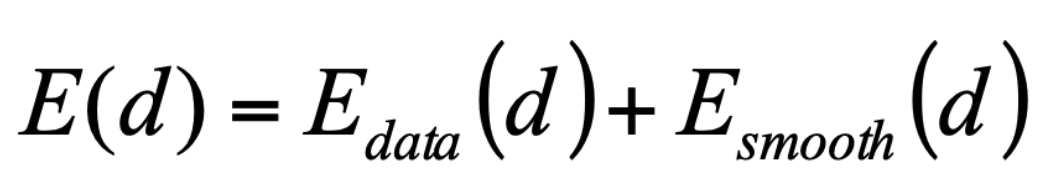 E(d) = E_data(d) + E_smooth(d)